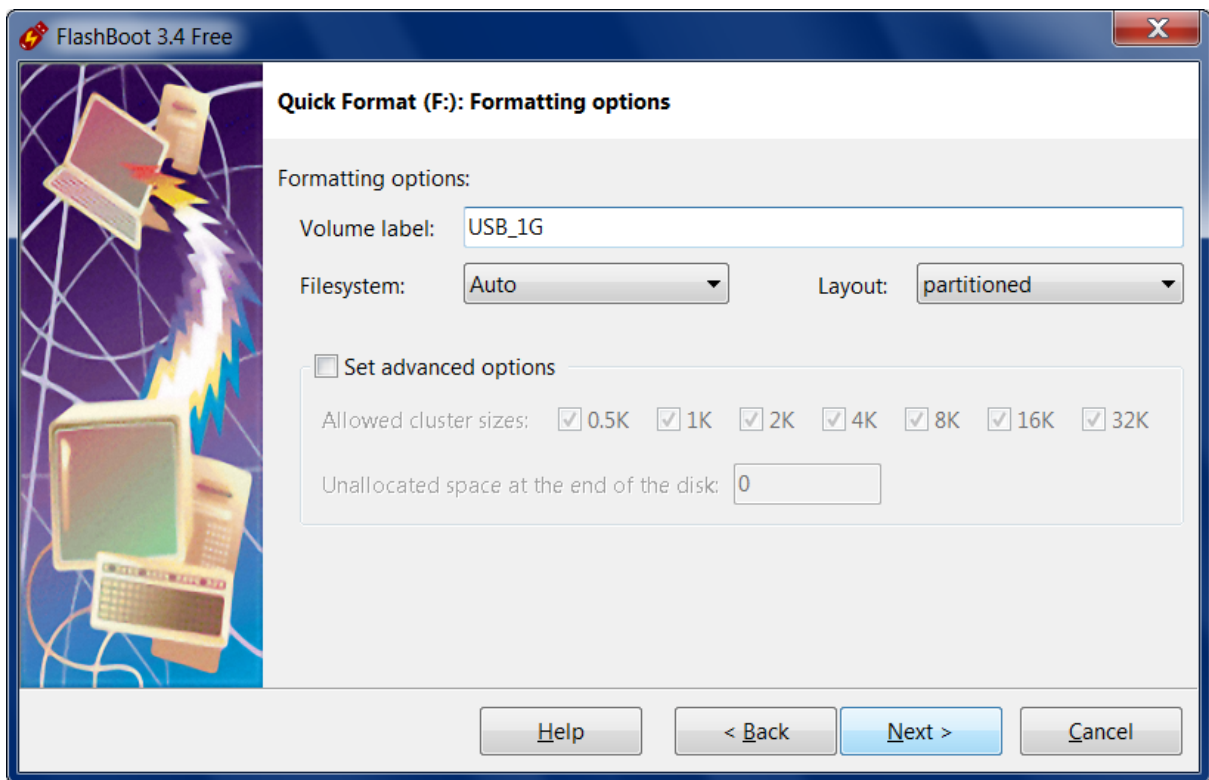 FlashBoot 3.4 Free
Quick Format (F:): Formatting options
Formatting options:
Volume label: USB_1G
Filesystem: Auto Layout: partitioned
Set advanced options
Allowed cluster sizes: 0.5K 1K 2K 4K 8K 16K 32K
Unallocated space at the end of the disk: 0
Help < Back Next > Cancel